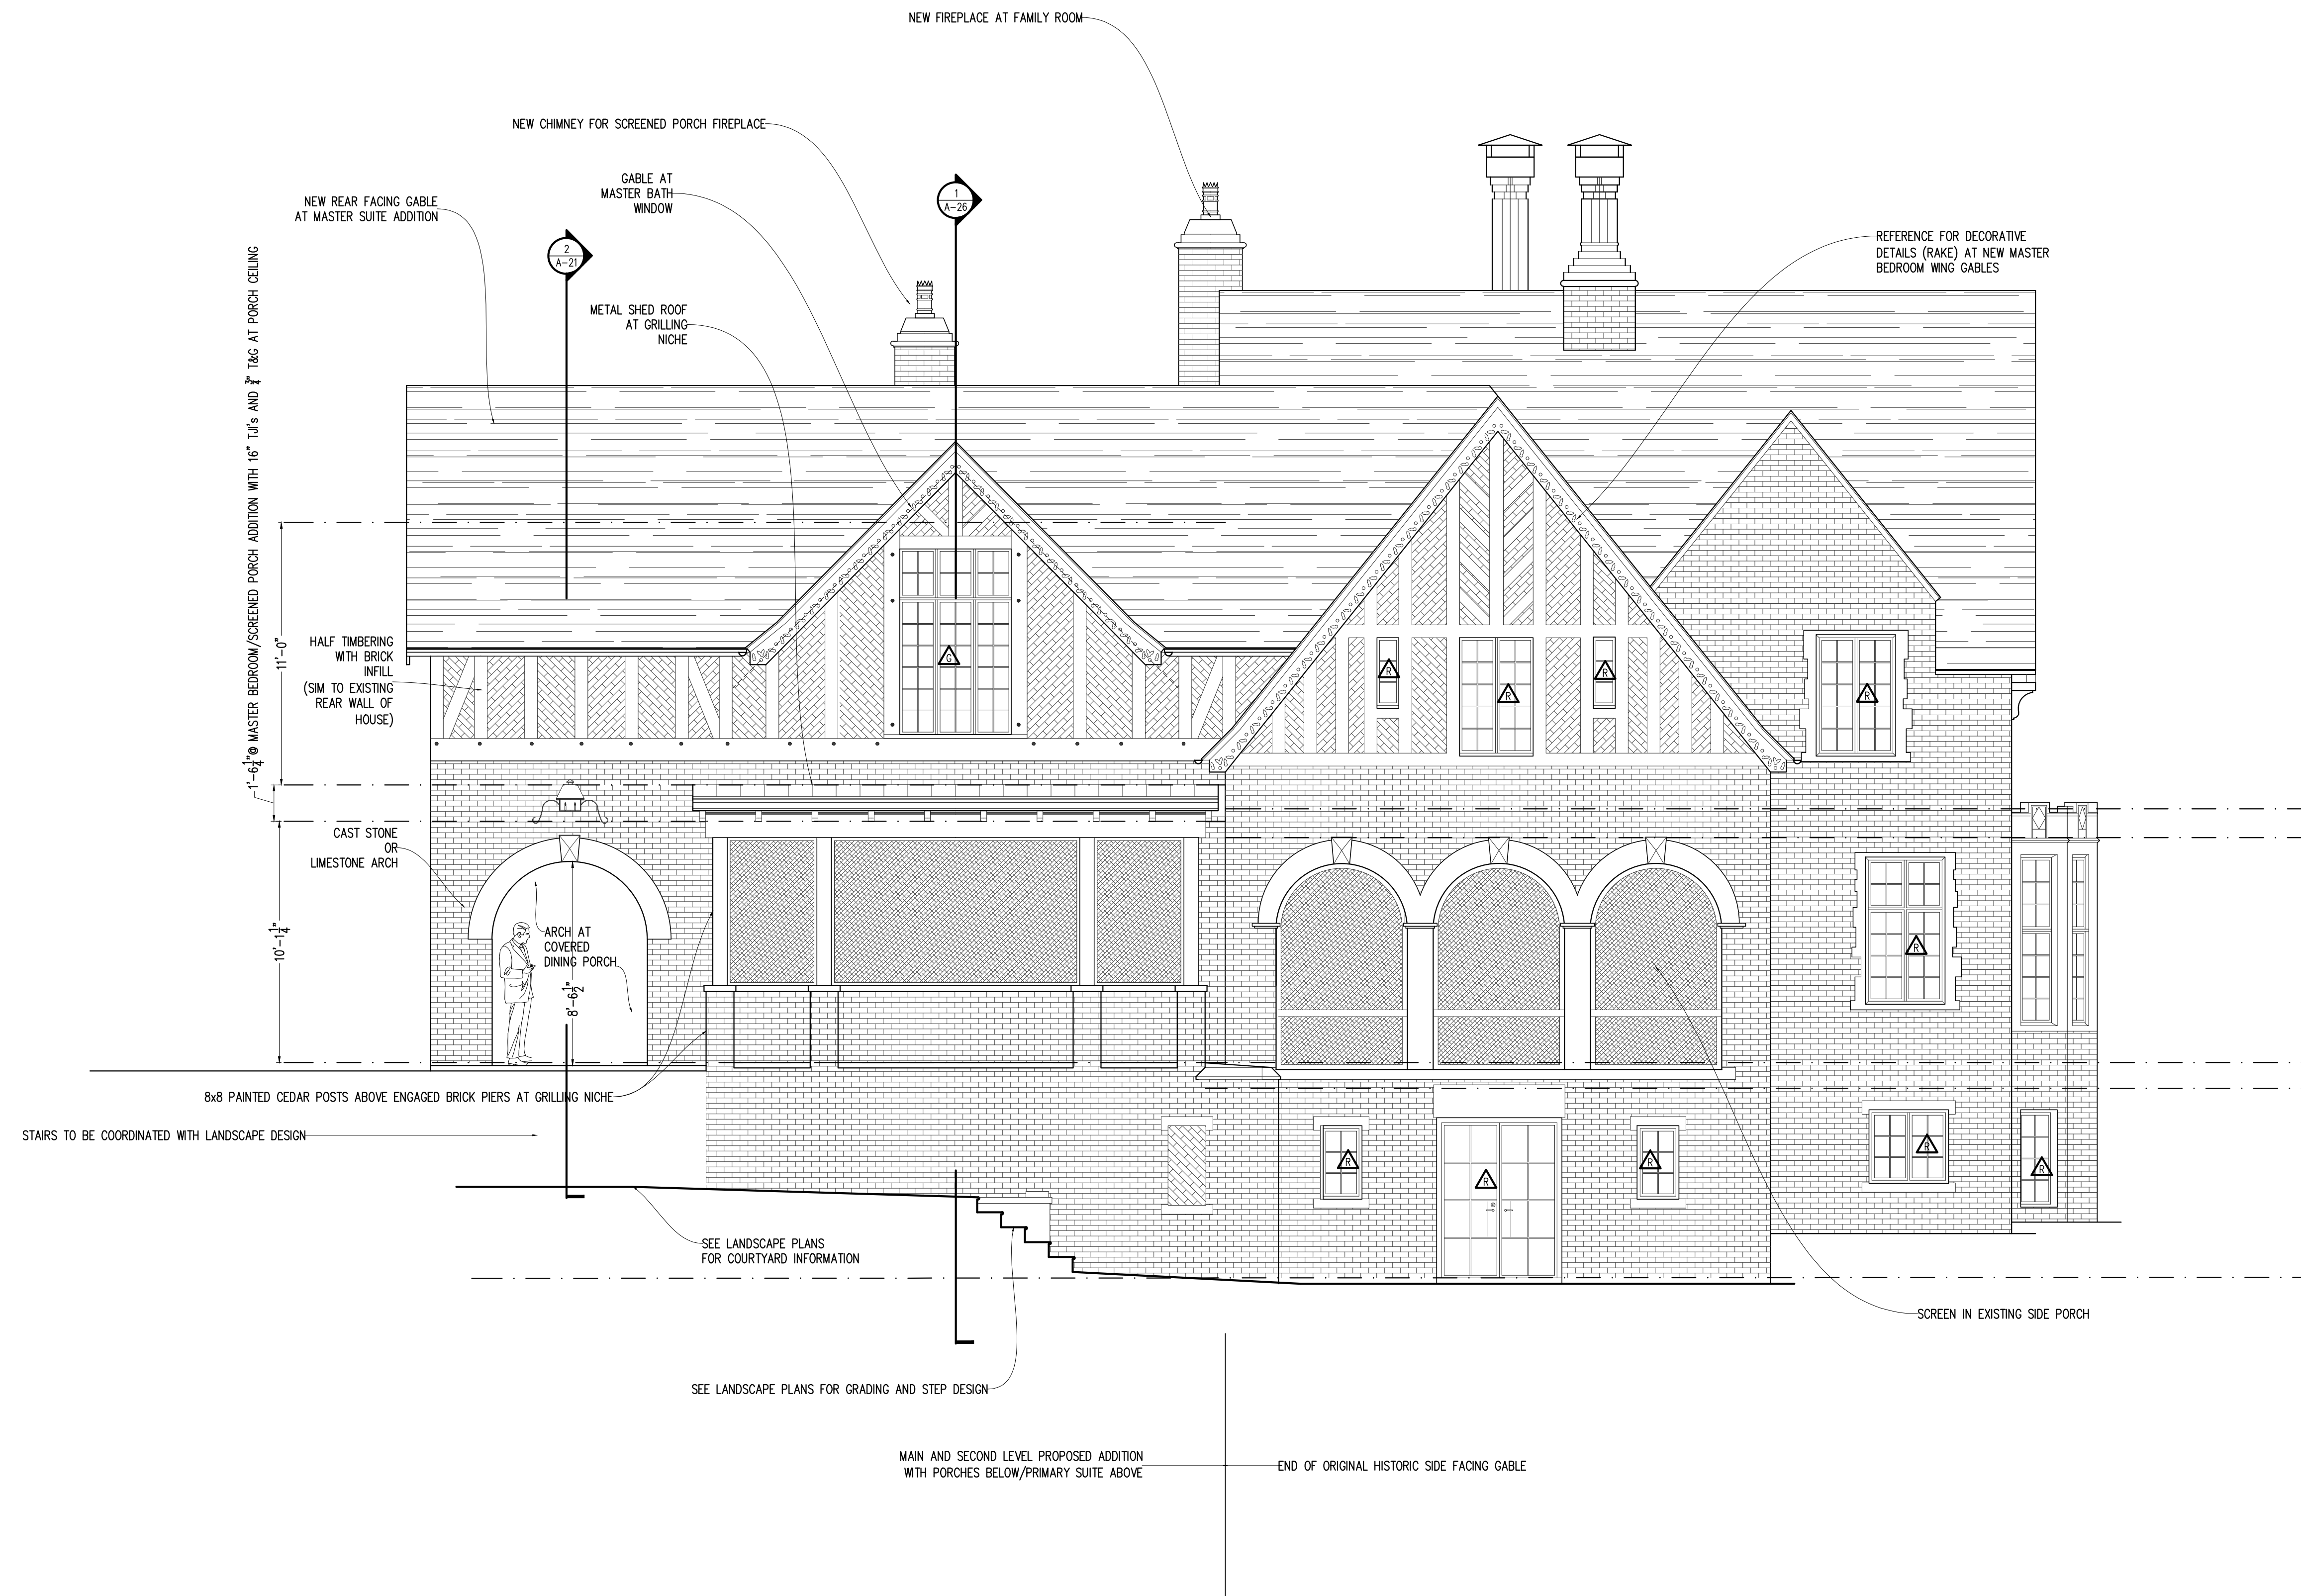 NEW FIREPLACE AT FAMILY ROOM
NEW CHIMNEY FOR SCREENED PORCH FIREPLACE
GABLE AT
MASTER BATH
WINDOW
1
A-26
NEW REAR FACING GABLE
AT MASTER SUITE ADDITION
2
A-21
REFERENCE FOR DECORATIVE
DETAILS (RAKE) AT NEW MASTER
BEDROOM WING GABLES
METAL SHED ROOF
AT GRILLING
NICHE
1'-6 1/4" @ MASTER BEDROOM/SCREENED PORCH ADDITION WITH 16" TJI's AND 3/4" T&G AT PORCH CEILING
11'-0"
HALF TIMBERING
WITH BRICK
INFILL
(SIM TO EXISTING
REAR WALL OF
HOUSE)
G
R
R
R
R
CAST STONE
OR
LIMESTONE ARCH
10'-1 1/4"
ARCH AT
COVERED
DINING PORCH
8'-6 1/2"
R
8x8 PAINTED CEDAR POSTS ABOVE ENGAGED BRICK PIERS AT GRILLING NICHE
STAIRS TO BE COORDINATED WITH LANDSCAPE DESIGN
R
R
R
R
R
SEE LANDSCAPE PLANS
FOR COURTYARD INFORMATION
SCREEN IN EXISTING SIDE PORCH
SEE LANDSCAPE PLANS FOR GRADING AND STEP DESIGN
MAIN AND SECOND LEVEL PROPOSED ADDITION
WITH PORCHES BELOW/PRIMARY SUITE ABOVE
END OF ORIGINAL HISTORIC SIDE FACING GABLE